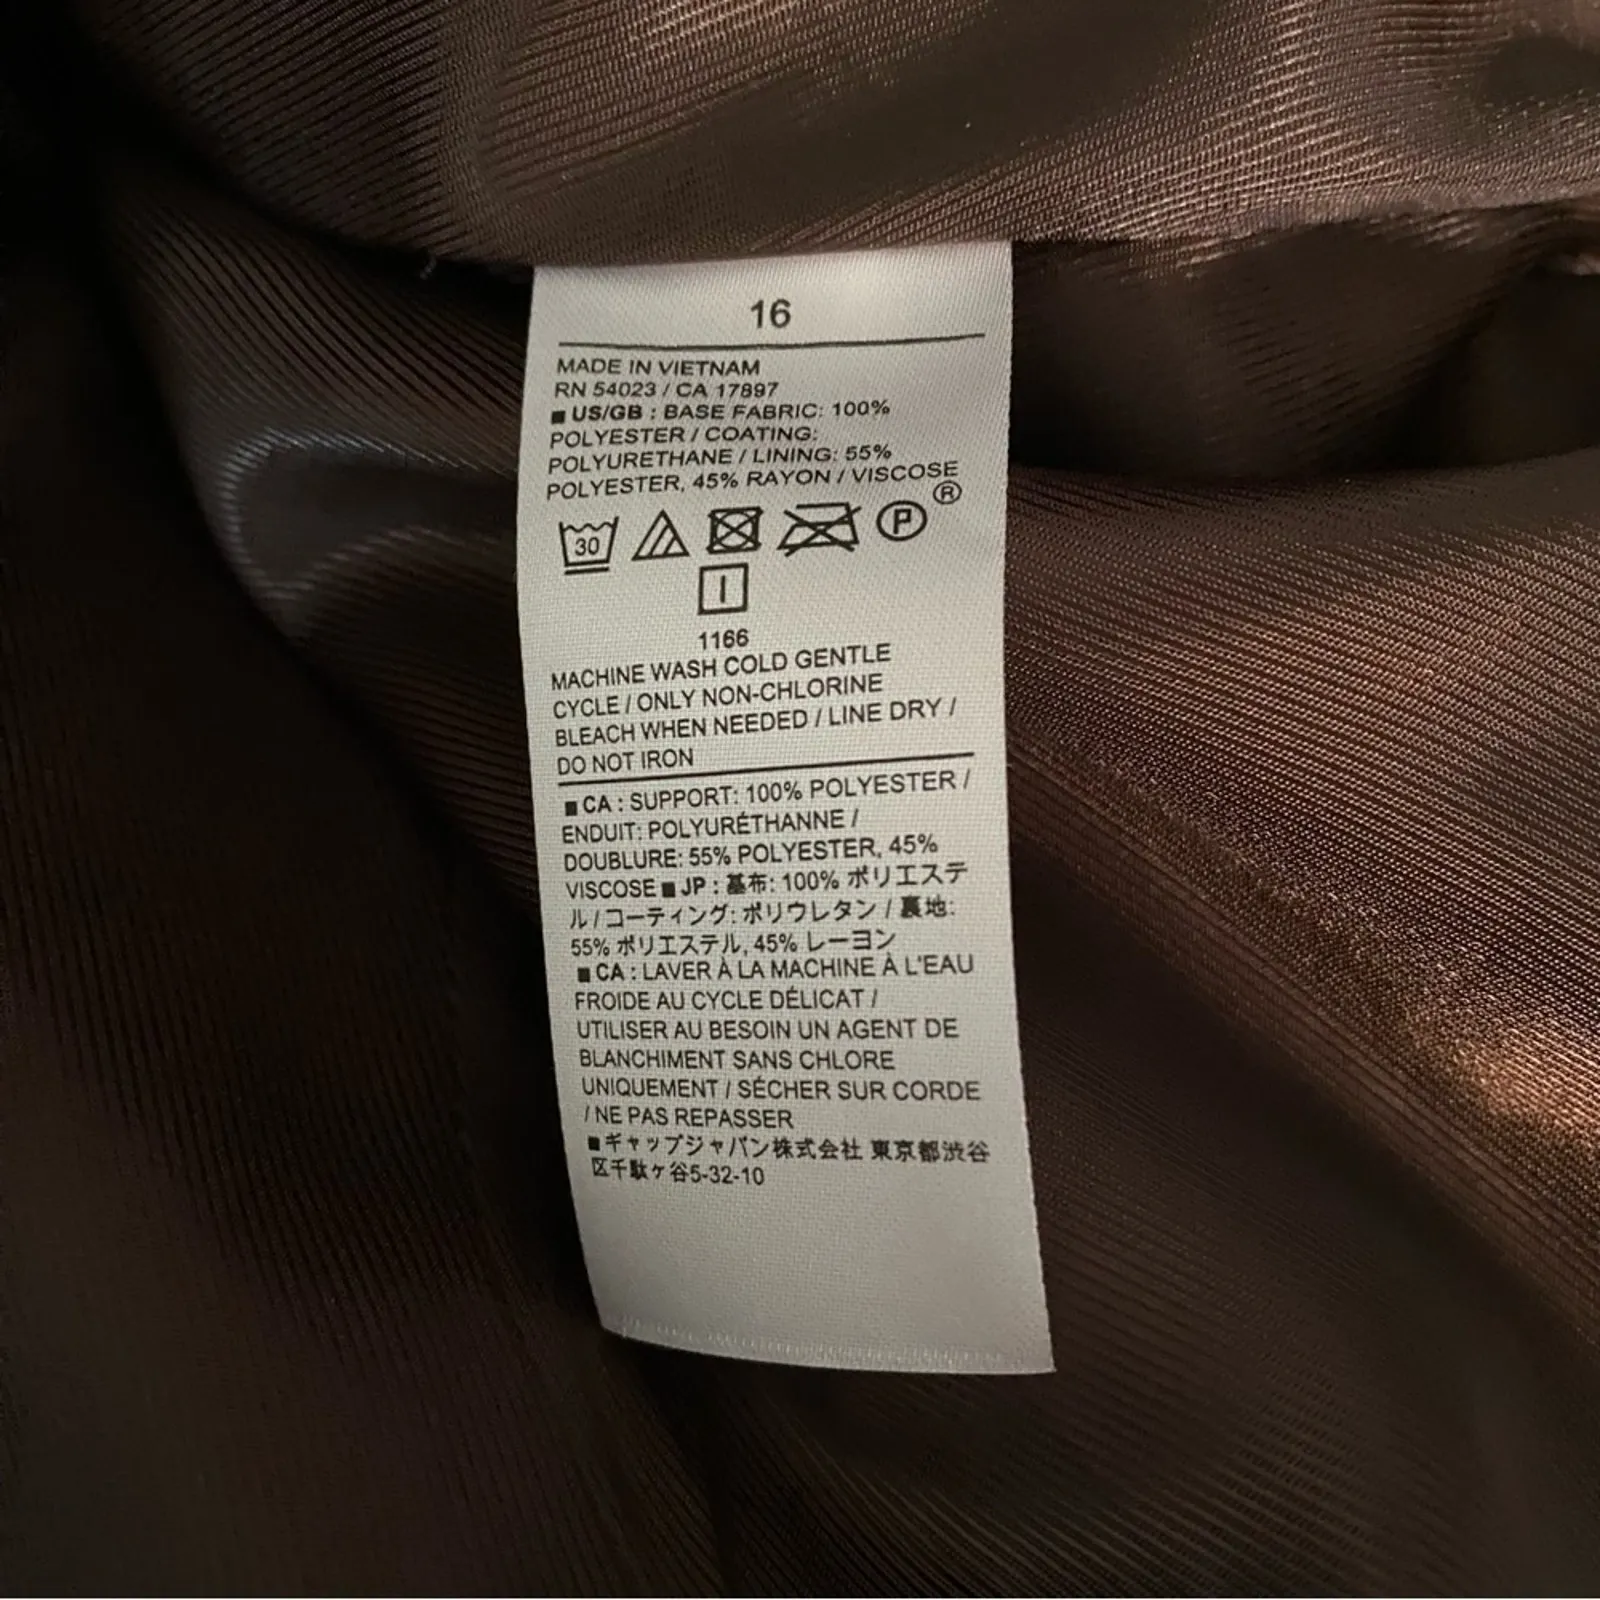 16
MADE IN VIETNAM
RN 54023 / CA 17897
■ US/GB : BASE FABRIC: 100%
POLYESTER / COATING:
POLYURETHANE / LINING: 55%
POLYESTER, 45% RAYON / VISCOSE
30 P ®
1166
MACHINE WASH COLD GENTLE
CYCLE / ONLY NON-CHLORINE
BLEACH WHEN NEEDED / LINE DRY /
DO NOT IRON
■ CA : SUPPORT: 100% POLYESTER /
ENDUIT: POLYURÉTHANNE /
DOUBLURE: 55% POLYESTER, 45%
VISCOSE ■ JP : 基布: 100% ポリエステ
ル / コーティング: ポリウレタン / 裏地:
55% ポリエステル, 45% レーヨン
■ CA : LAVER À LA MACHINE À L'EAU
FROIDE AU CYCLE DÉLICAT /
UTILISER AU BESOIN UN AGENT DE
BLANCHIMENT SANS CHLORE
UNIQUEMENT / SÉCHER SUR CORDE
/ NE PAS REPASSER
■ ギャップジャパン株式会社 東京都渋谷
区千駄ヶ谷5-32-10